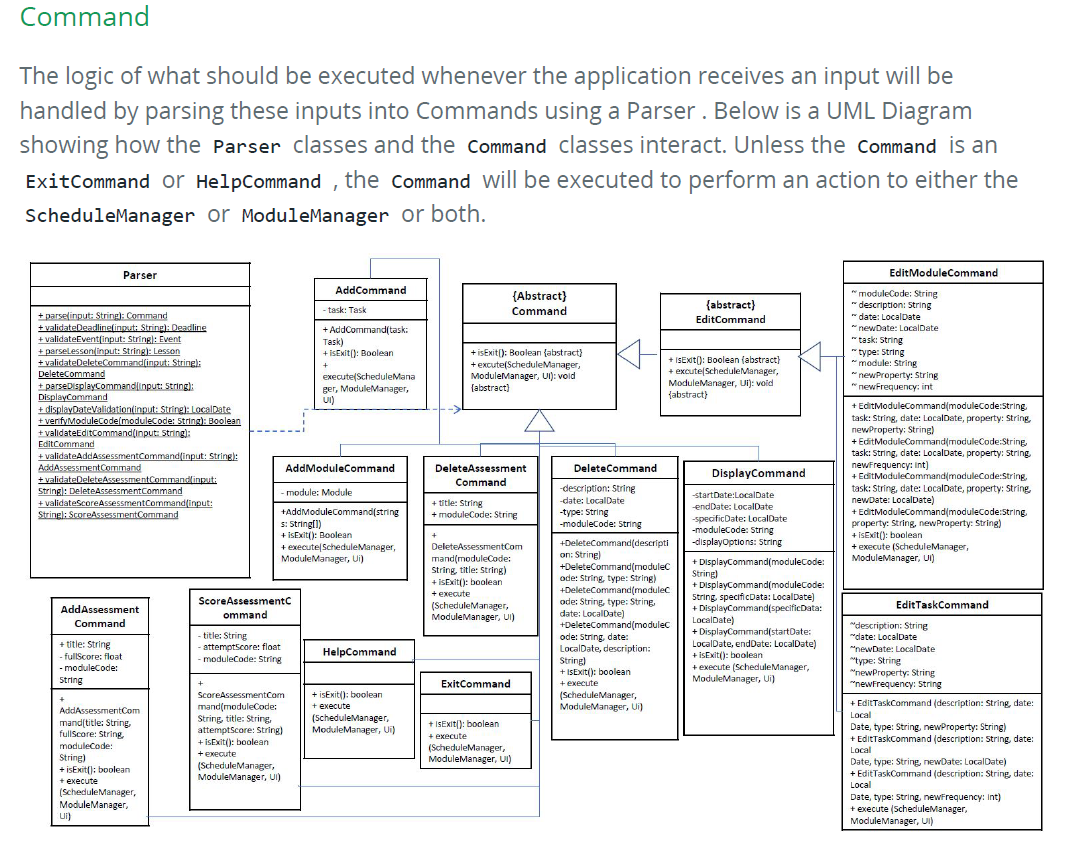 Command
The logic of what should be executed whenever the application receives an input will be
handled by parsing these inputs into Commands using a Parser . Below is a UML Diagram
showing how the Parser classes and the Command classes interact. Unless the Command is an
ExitCommand or HelpCommand , the Command will be executed to perform an action to either the
ScheduleManager or ModuleManager or both.
Parser
+ parse(input: String): Command
+ validateDeadline(input: String): Deadline
+ validateEvent(input: String): Event
+ parseLesson(input: String): Lesson
+ validateDeleteCommand(input: String):
DeleteCommand
+ parseDisplayCommand(input: String):
DisplayCommand
+ displayDateValidation(input: String): LocalDate
+ verifyModuleCode(moduleCode: String): Boolean
+ validateEditCommand(input: String):
EditCommand
+ validateAddAssessmentCommand(input: String):
AddAssessmentCommand
+ validateDeleteAssessmentCommand(input:
String): DeleteAssessmentCommand
+ validateScoreAssessmentCommand(input:
String): ScoreAssessmentCommand
AddCommand
- task: Task
+ AddCommand(task:
Task)
+ isExit(): Boolean
+
execute(ScheduleMana
ger, ModuleManager,
UI)
{Abstract}
Command
+ isExit(): Boolean {abstract}
+ excute(ScheduleManager,
ModuleManager, UI): void
{abstract}
{abstract}
EditCommand
+ isExit(): Boolean {abstract}
+ excute(ScheduleManager,
ModuleManager, UI): void
{abstract}
EditModuleCommand
~ moduleCode: String
~ description: String
~ date: LocalDate
~ newDate: LocalDate
~ task: String
~ type: String
~ module: String
~ newProperty: String
~ newFrequency: int
+ EditModuleCommand(moduleCode:String,
task: String, date: LocalDate, property: String,
newProperty: String)
+ EditModuleCommand(moduleCode:String,
task: String, date: LocalDate, property: String,
newFrequency: int)
+ EditModuleCommand(moduleCode:String,
task: String, date: LocalDate, property: String,
newDate: LocalDate)
+ EditModuleCommand(moduleCode:String,
property: String, newProperty: String)
+ isExit(): boolean
+ execute (ScheduleManager,
ModuleManager, Ui)
AddModuleCommand
- module: Module
+AddModuleCommand(string
s: String[])
+ isExit(): Boolean
+ execute(ScheduleManager,
ModuleManager, Ui)
DeleteAssessment
Command
+ title: String
+ moduleCode: String
+
DeleteAssessmentCom
mand(moduleCode:
String, title: String)
+ isExit(): boolean
+ execute
(ScheduleManager,
ModuleManager, Ui)
DeleteCommand
-description: String
-date: LocalDate
-type: String
-moduleCode: String
+DeleteCommand(descripti
on: String)
+DeleteCommand(moduleC
ode: String, type: String)
+DeleteCommand(moduleC
ode: String, type: String,
date: LocalDate)
+DeleteCommand(moduleC
ode: String, date:
LocalDate, description:
String)
+ isExit(): boolean
+ execute
(ScheduleManager,
ModuleManager, Ui)
DisplayCommand
-startDate:LocalDate
-endDate: LocalDate
-specificDate: LocalDate
-moduleCode: String
-displayOptions: String
+ DisplayCommand(moduleCode:
String)
+ DisplayCommand(moduleCode:
String, specificData: LocalDate)
+ DisplayCommand(specificData:
LocalDate)
+ DisplayCommand(startDate:
LocalDate, endDate: LocalDate)
+ isExit(): boolean
+ execute (ScheduleManager,
ModuleManager, Ui)
AddAssessment
Command
+ title: String
- fullScore: float
- moduleCode:
String
+
AddAssessmentCom
mand(title: String,
fullScore: String,
moduleCode:
String)
+ isExit(): boolean
+ execute
(ScheduleManager,
ModuleManager,
Ui)
ScoreAssessmentC
ommand
- title: String
- attemptScore: float
- moduleCode: String
+
ScoreAssessmentCom
mand(moduleCode:
String, title: String,
attemptScore: String)
+ isExit(): boolean
+ execute
(ScheduleManager,
ModuleManager, Ui)
HelpCommand
+ isExit(): boolean
+ execute
(ScheduleManager,
ModuleManager, Ui)
ExitCommand
+ isExit(): boolean
+ execute
(ScheduleManager,
ModuleManager, Ui)
EditTaskCommand
~description: String
~date: LocalDate
~newDate: LocalDate
~type: String
~newProperty: String
~newFrequency: String
+ EditTaskCommand (description: String, date:
Local
Date, type: String, newProperty: String)
+ EditTaskCommand (description: String, date:
Local
Date, type: String, newDate: LocalDate)
+ EditTaskCommand (description: String, date:
Local
Date, type: String, newFrequency: int)
+ execute (ScheduleManager,
ModuleManager, Ui)